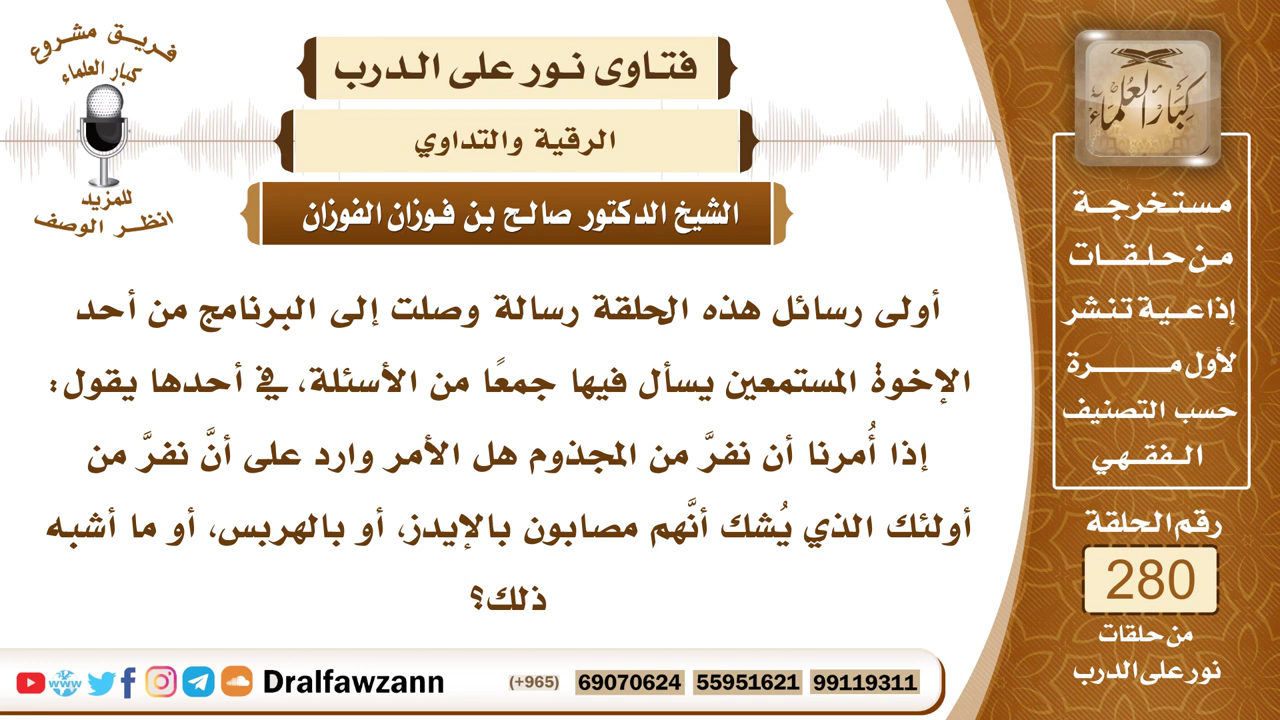 فريق مشروع
كبار العلماء
للمزيد
انظر الوصف
فتاوى نور على الدرب
الرقية والتداوي
الشيخ الدكتور صالح بن فوزان الفوزان
أولى رسائل هذه الحلقة رسالة وصلت إلى البرنامج من أحد
الإخوة المستمعين يسأل فيها جمعًا من الأسئلة، في أحدها يقول:
إذا أُمرنا أن نفرَّ من المجذوم هل الأمر وارد على أنَّ نفرَّ من
أولئك الذي يُشك أنَّهم مصابون بالإيدز، أو بالهربس، أو ما أشبه
ذلك؟
كبار العلماء
مستخرجة
من حلقات
إذاعية تنشر
لأول مرة
حسب التصنيف
الفقهي
رقم الحلقة
280
من حلقات
نور على الدرب
www
Dralfawzann
(+965) 69070624 55951621 99119311